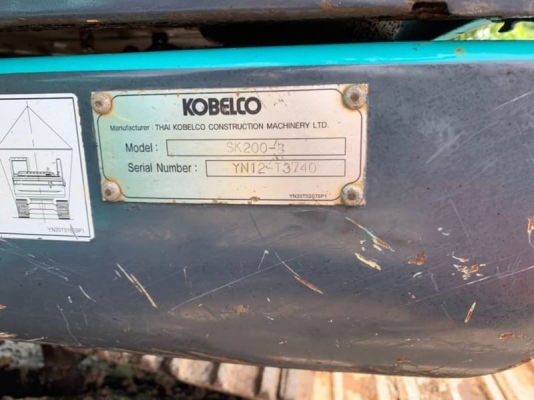 KOBELCO
Manufacturer : THAI KOBELCO CONSTRUCTION MACHINERY LTD.
Model: SK200-8
Serial Number: YN12-T3740